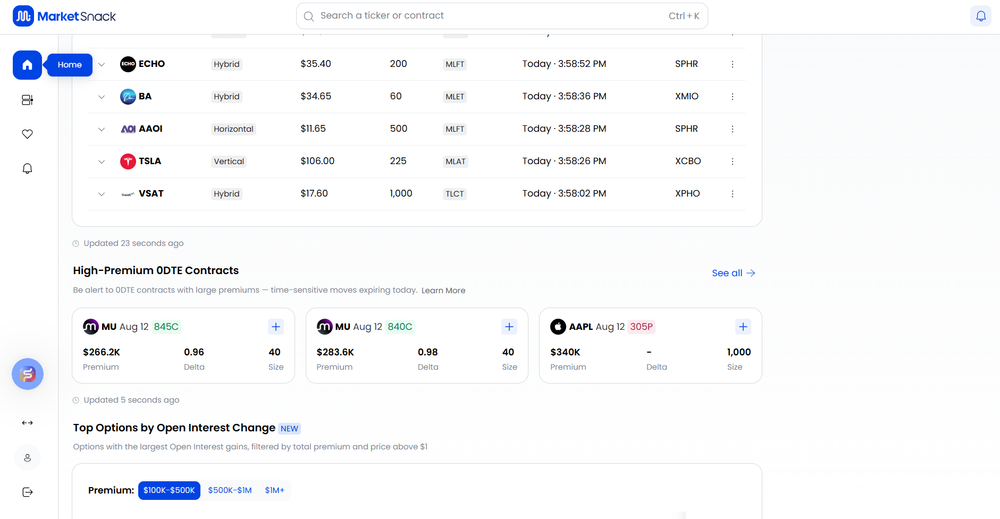 MarketSnack
Search a ticker or contract
Ctrl + K
Home
ECHO ECHO Hybrid $35.40 200 MLFT Today · 3:58:52 PM SPHR
BA Hybrid $34.65 60 MLET Today · 3:58:36 PM XMIO
AOI AAOI Horizontal $11.65 500 MLFT Today · 3:58:28 PM SPHR
TSLA Vertical $106.00 225 MLAT Today · 3:58:26 PM XCBO
Viasat VSAT Hybrid $17.60 1,000 TLCT Today · 3:58:02 PM XPHO
Updated 23 seconds ago
High-Premium 0DTE Contracts
See all
Be alert to 0DTE contracts with large premiums — time-sensitive moves expiring today. Learn More
MU Aug 12 845C
$266.2K 0.96 40
Premium Delta Size
MU Aug 12 840C
$283.6K 0.98 40
Premium Delta Size
AAPL Aug 12 305P
$340K - 1,000
Premium Delta Size
Updated 5 seconds ago
Top Options by Open Interest Change NEW
Options with the largest Open Interest gains, filtered by total premium and price above $1
Premium: $100K-$500K $500K-$1M $1M+